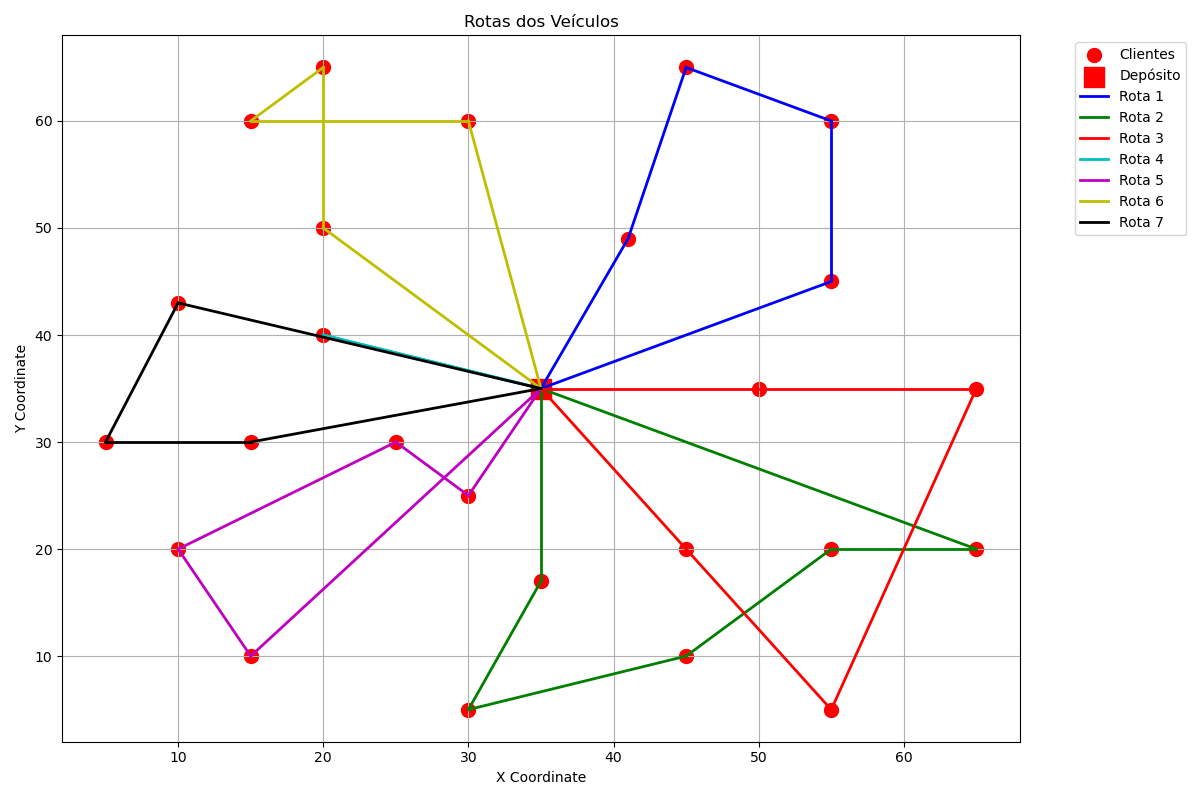 Rotas dos Veículos
Clientes
Depósito
Rota 1
Rota 2
Rota 3
Rota 4
Rota 5
Rota 6
Rota 7
Y Coordinate
60
50
40
30
20
10
10 20 30 40 50 60
X Coordinate